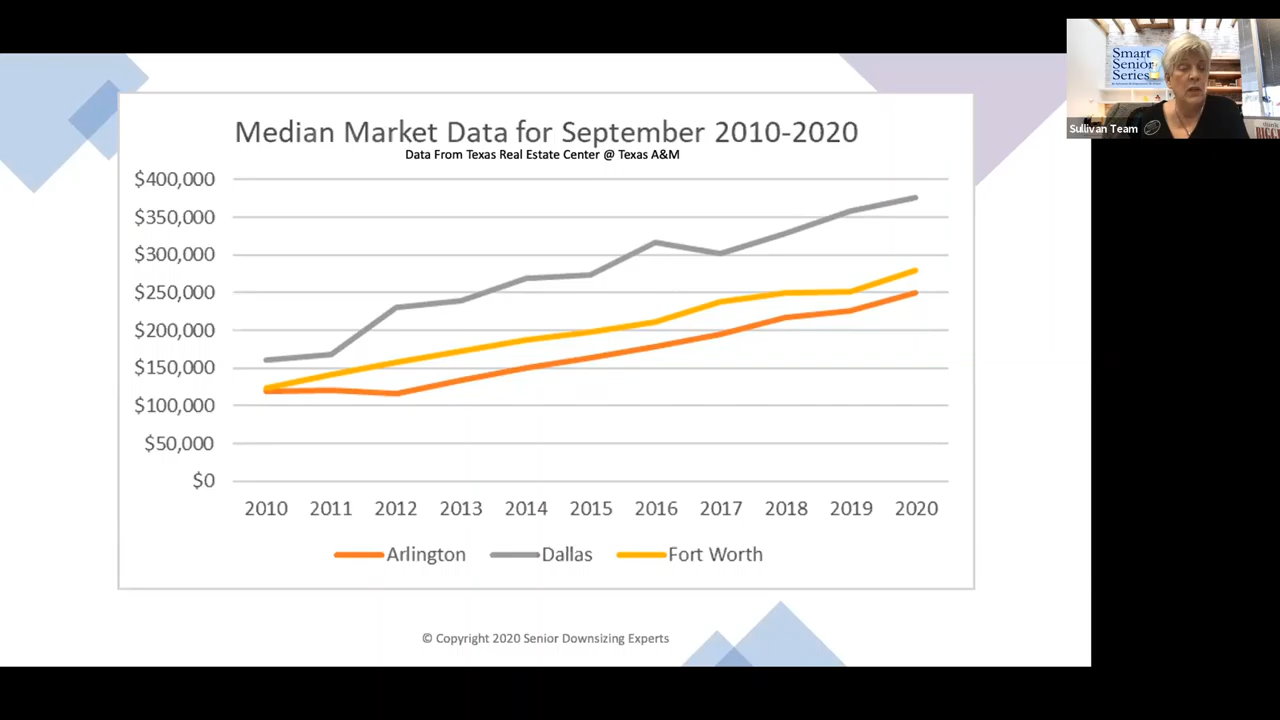 Median Market Data for September 2010-2020
Data From Texas Real Estate Center @ Texas A&M
$400,000
$350,000
$300,000
$250,000
$200,000
$150,000
$100,000
$50,000
$0
2010 2011 2012 2013 2014 2015 2016 2017 2018 2019 2020
Arlington Dallas Fort Worth
© Copyright 2020 Senior Downsizing Experts
Smart
Senior
Series
Sullivan Team